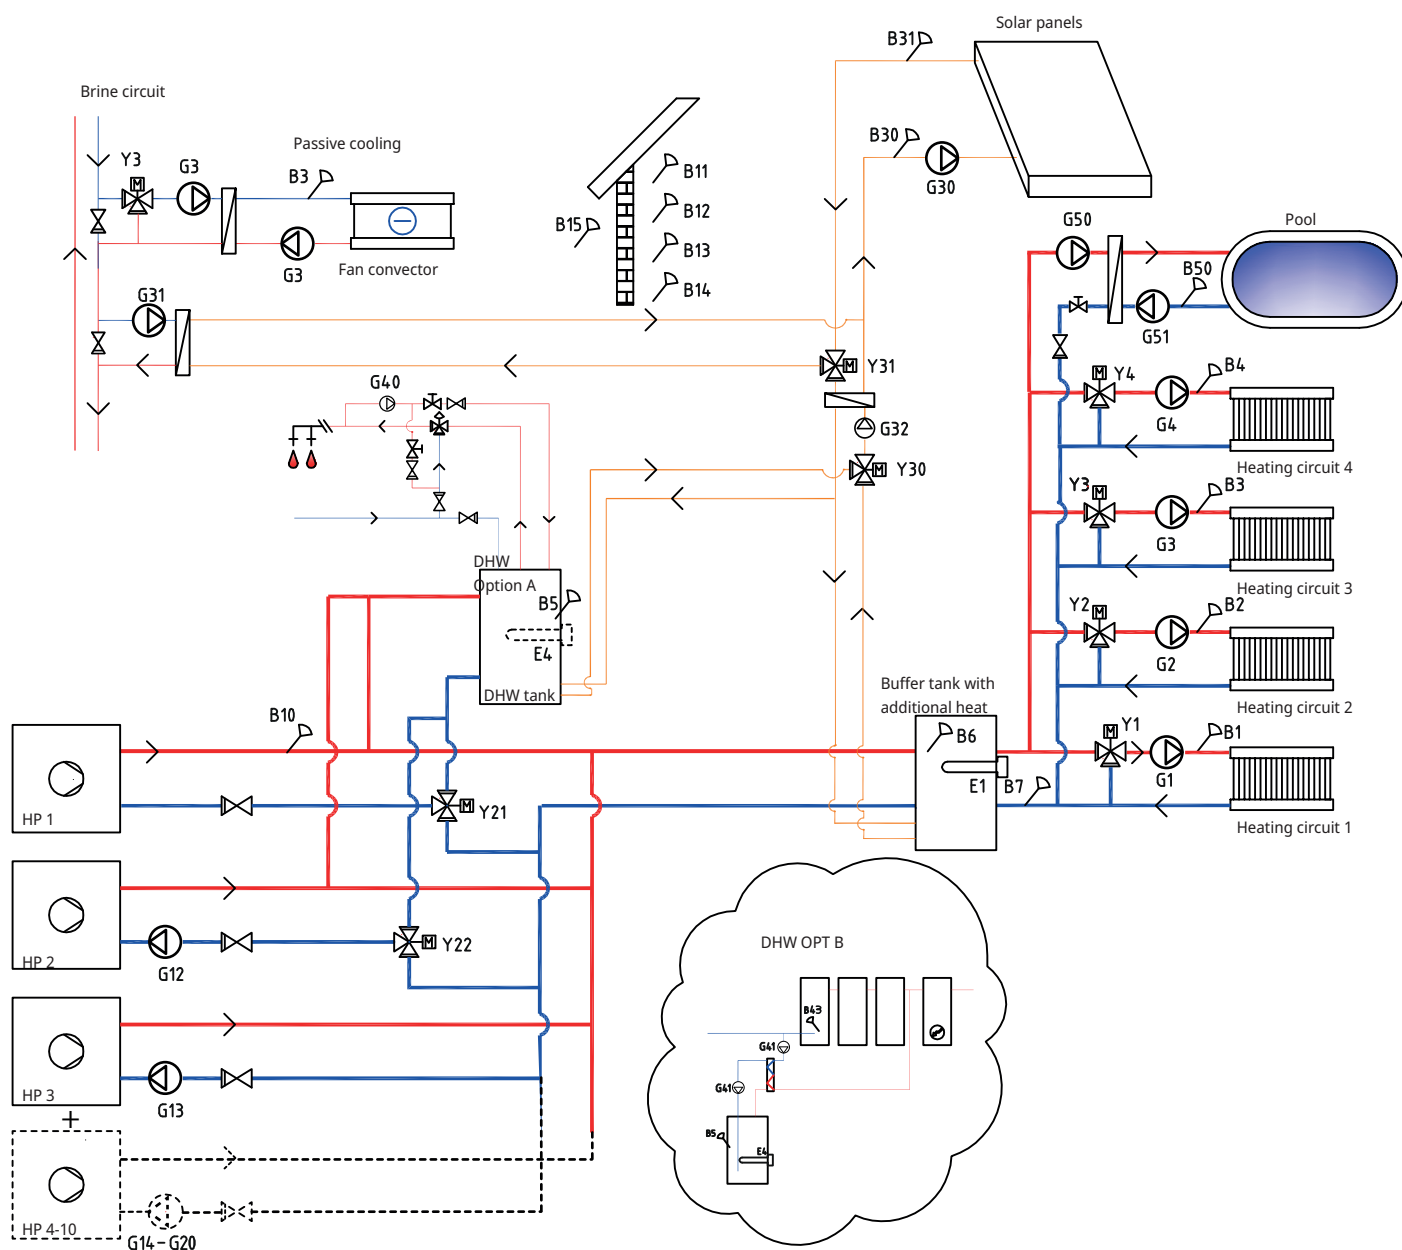 Solar panels
B31
Brine circuit
Passive cooling
B30
G30
Y3
G3
B3
B11
B12
B15
B13
B14
G3
Fan convector
G50
Pool
B50
G51
G31
Y31
G40
G32
Y30
Y4
B4
G4
Heating circuit 4
Y3
B3
G3
Heating circuit 3
DHW
Option A
B5
E4
DHW tank
Y2
B2
G2
Heating circuit 2
Buffer tank with
additional heat
B10
B6
E1
B7
Y1
B1
G1
Heating circuit 1
M
M
M
M
M
M
M
M
M
HP 1
Y21
HP 2
G12
Y22
HP 3
G13
+
HP 4-10
G14-G20
DHW OPT B
B43
G41
G41
B5
E4